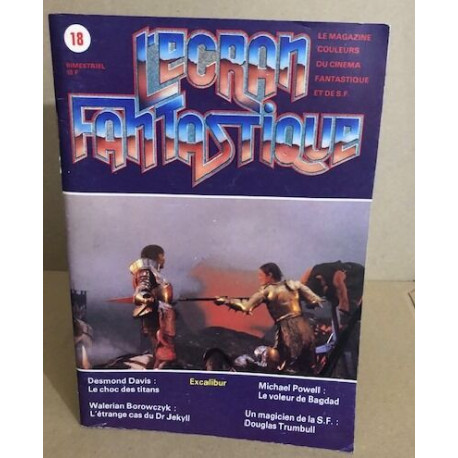 18
BIMESTRIEL
L'ECRAN
FANTASTIQUE
LE MAGAZINE
COULEURS
DU CINEMA
FANTASTIQUE
ET DE S.F.
Desmond Davis :
Le choc des titans
Excalibur
Michael Powell :
Le voleur de Bagdad
Walerian Borowczyk :
L'étrange cas du Dr Jekyll
Un magicien de la S.F. :
Douglas Trumbull